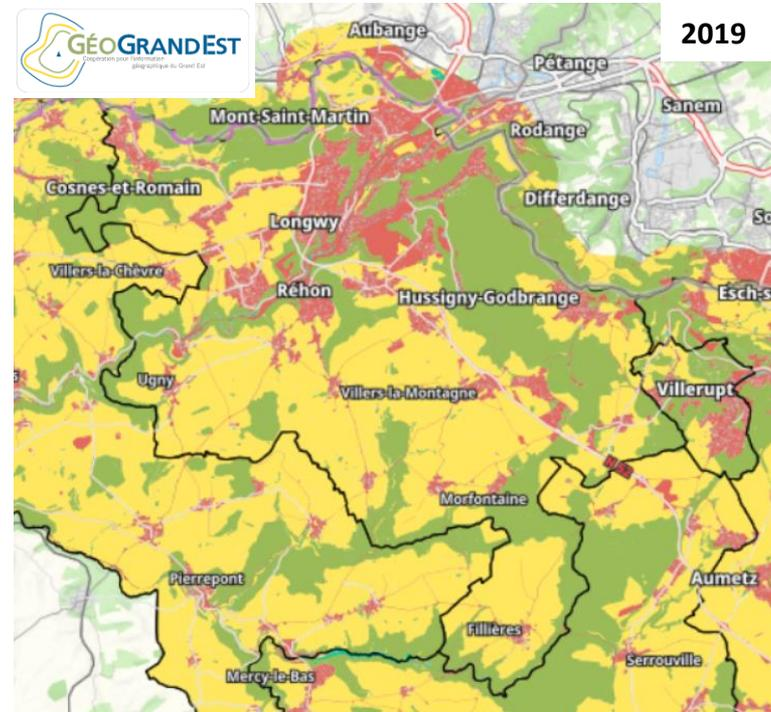 GÉOGRANDEST
Coopération pour l'information
géographique du Grand Est
2019
Aubange
Pétange
Mont-Saint-Martin
Sanem
Rodange
Cosnes-et-Romain
Differdange
Longwy
So
Villers-la-Chèvre
Réhon
Hussigny-Godbrange
Esch-s
Ugny
Villers-la-Montagne
Villerupt
Morfontaine
Pierrepont
Aumetz
Fillières
Serrouville
Mercy-le-Bas